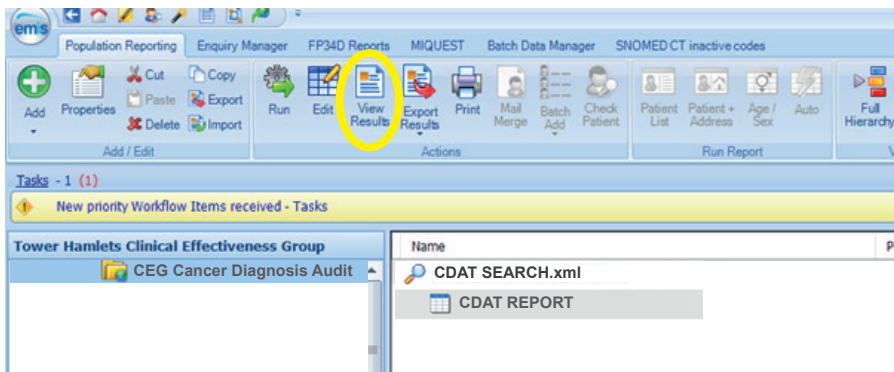 emis
Population Reporting Enquiry Manager FP34D Reports MIQUEST Batch Data Manager SNOMED CT inactive codes
Add
Properties
Cut Copy
Paste Export
Delete Import
Add / Edit
Run
Edit
View
Results
Export
Results
Print
Mail
Merge
Batch
Add
Check
Patient
Actions
Patient
List
Patient +
Address
Age /
Sex
Auto
Run Report
Full
Hierarchy
V
Tasks - 1 (1)
New priority Workflow Items received - Tasks
Tower Hamlets Clinical Effectiveness Group
Name P
CEG Cancer Diagnosis Audit
CDAT SEARCH.xml
CDAT REPORT